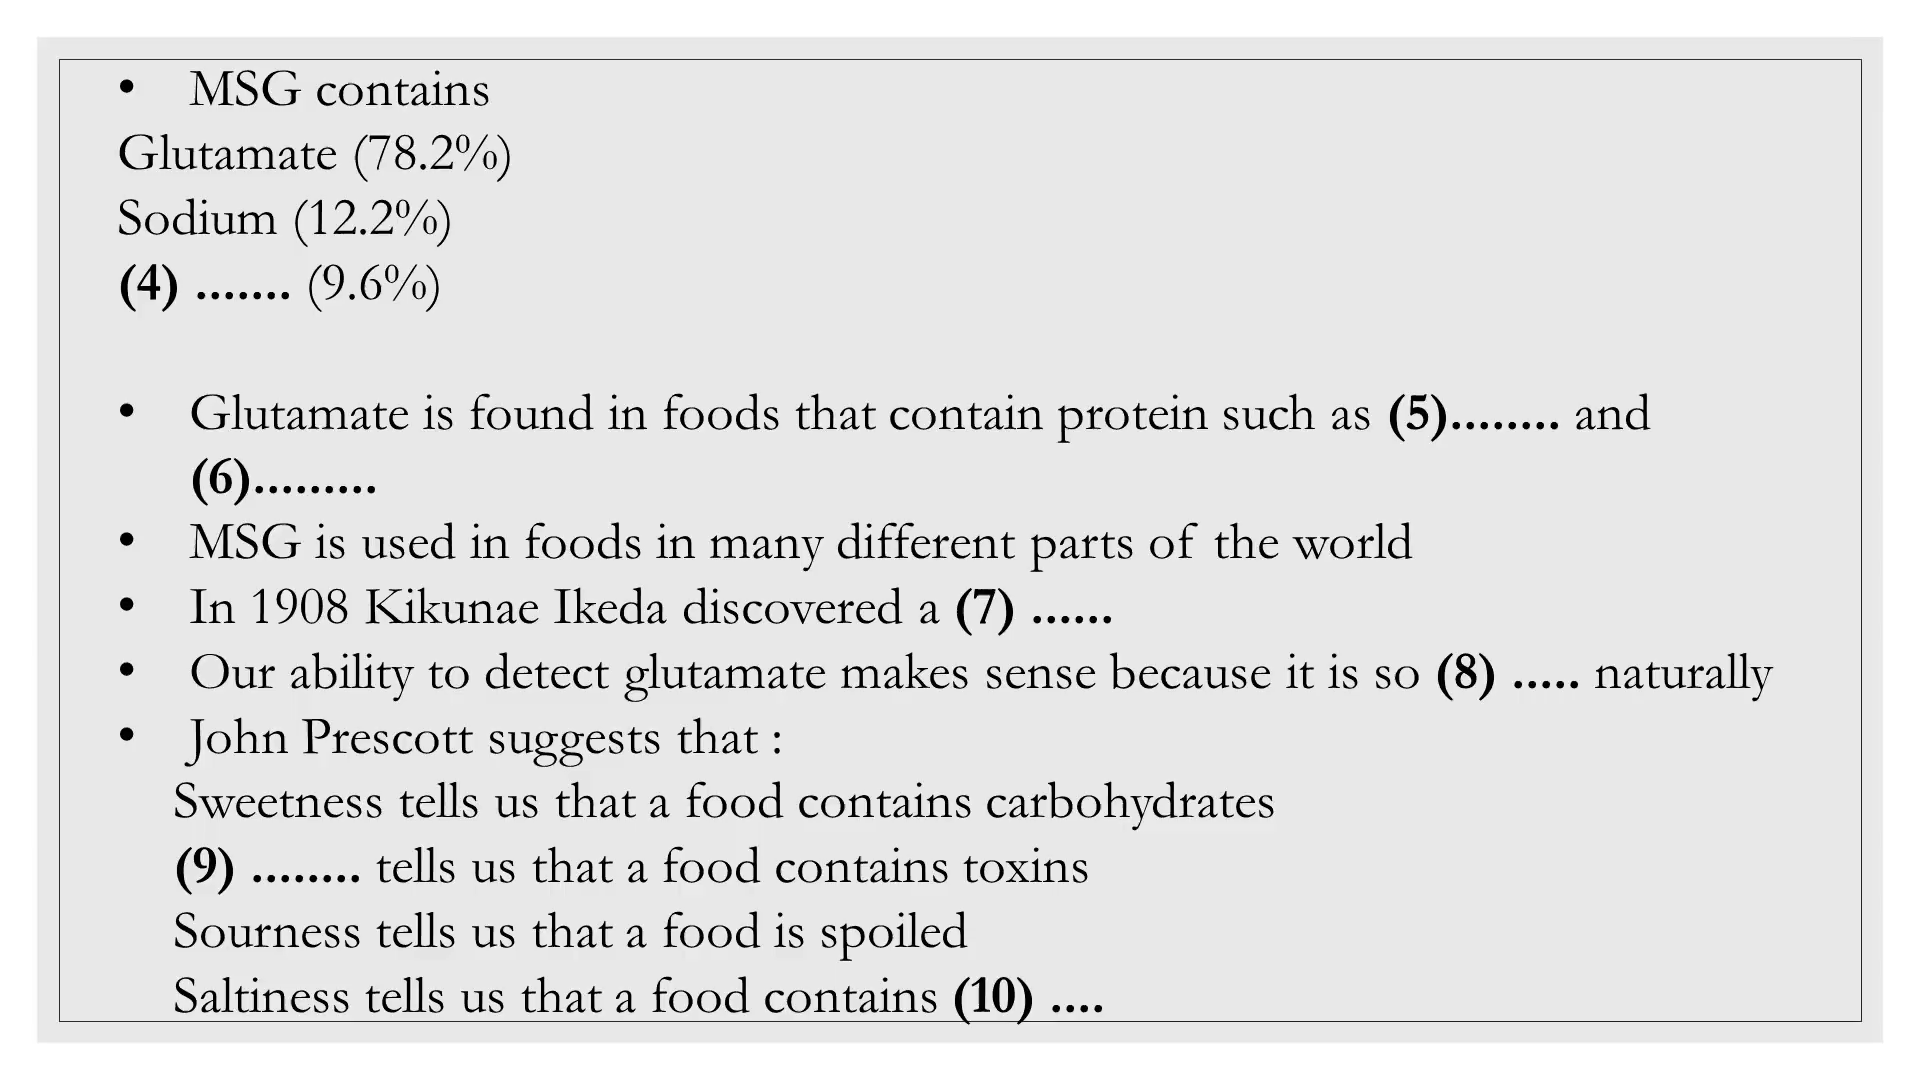 • MSG contains
Glutamate (78.2%)
Sodium (12.2%)
(4) ....... (9.6%)
• Glutamate is found in foods that contain protein such as (5)........ and
(6).........
• MSG is used in foods in many different parts of the world
• In 1908 Kikunae Ikeda discovered a (7) ......
• Our ability to detect glutamate makes sense because it is so (8) ..... naturally
• John Prescott suggests that :
Sweetness tells us that a food contains carbohydrates
(9) ........ tells us that a food contains toxins
Sourness tells us that a food is spoiled
Saltiness tells us that a food contains (10) ....